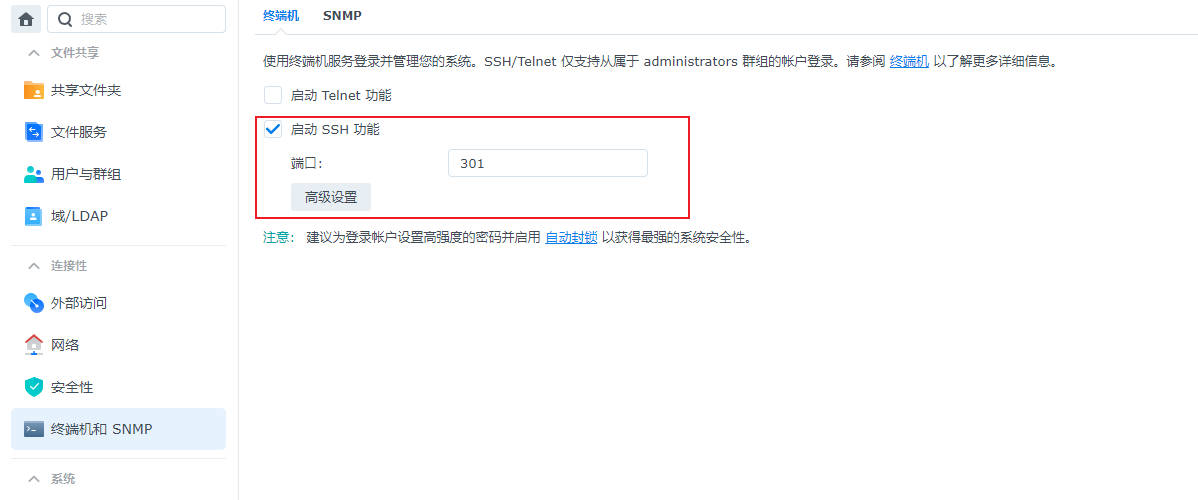 搜索
文件共享
共享文件夹
文件服务
用户与群组
域/LDAP
连接性
外部访问
网络
安全性
终端机和 SNMP
系统
终端机 SNMP
使用终端机服务登录并管理您的系统。SSH/Telnet 仅支持从属于 administrators 群组的帐户登录。请参阅 终端机 以了解更多详细信息。
启动 Telnet 功能
启动 SSH 功能
端口: 301
高级设置
注意: 建议为登录帐户设置高强度的密码并启用 自动封锁 以获得最强的系统安全性。